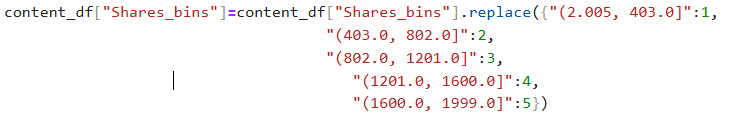 content_df["Shares_bins"]=content_df["Shares_bins"].replace({"(2.005, 403.0]":1,
"(403.0, 802.0]":2,
"(802.0, 1201.0]":3,
"(1201.0, 1600.0]":4,
"(1600.0, 1999.0]":5})